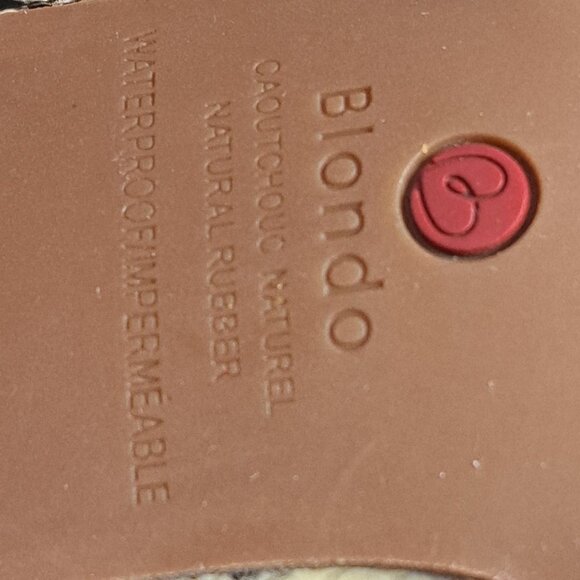 Blondo
CAOUTCHOUC NATUREL
NATURAL RUBBER
WATERPROOF/IMPERMÉABLE